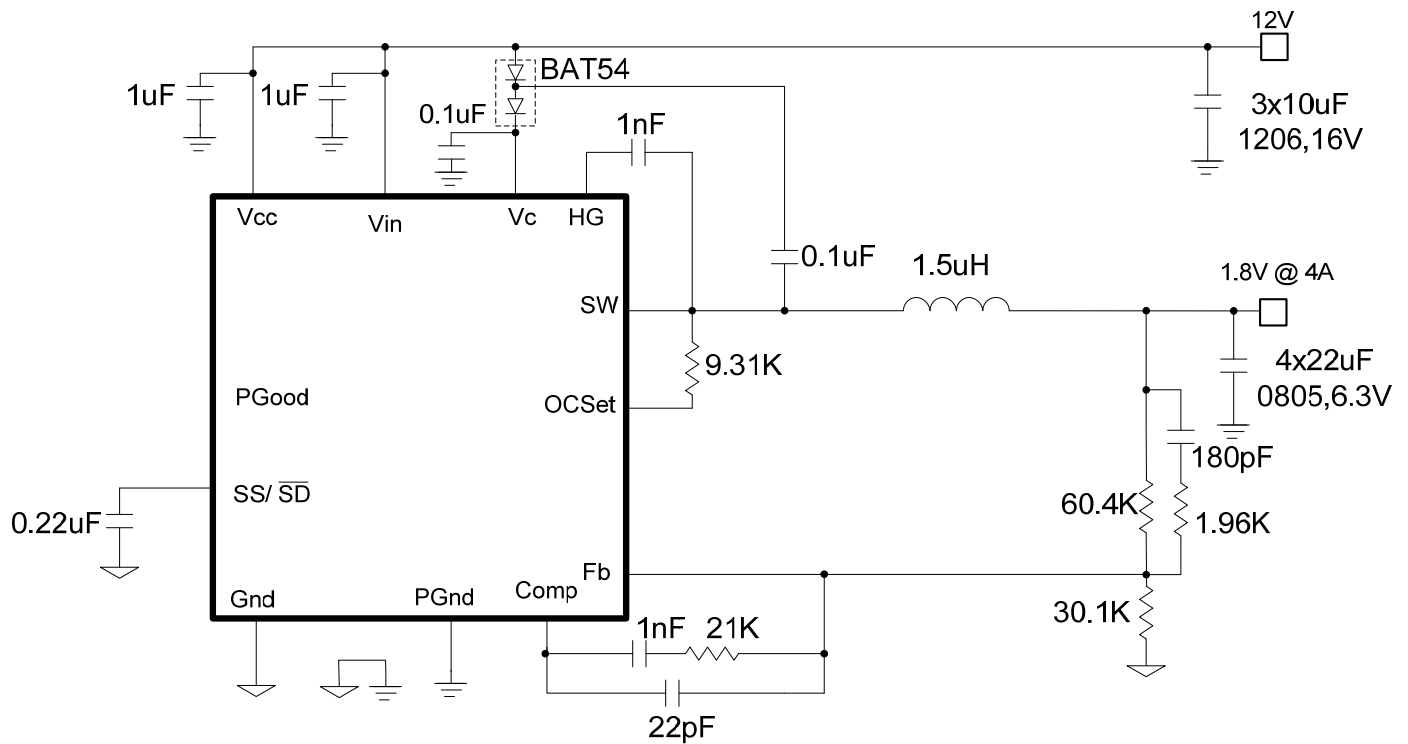 12V
BAT54
1uF
1uF
0.1uF
1nF
3x10uF
1206,16V
Vcc
Vin
Vc
HG
0.1uF
1.5uH
1.8V @ 4A
SW
9.31K
4x22uF
0805,6.3V
PGood
OCSet
180pF
SS/ SD
60.4K
1.96K
0.22uF
Fb
Comp
Gnd
PGnd
30.1K
1nF
21K
22pF